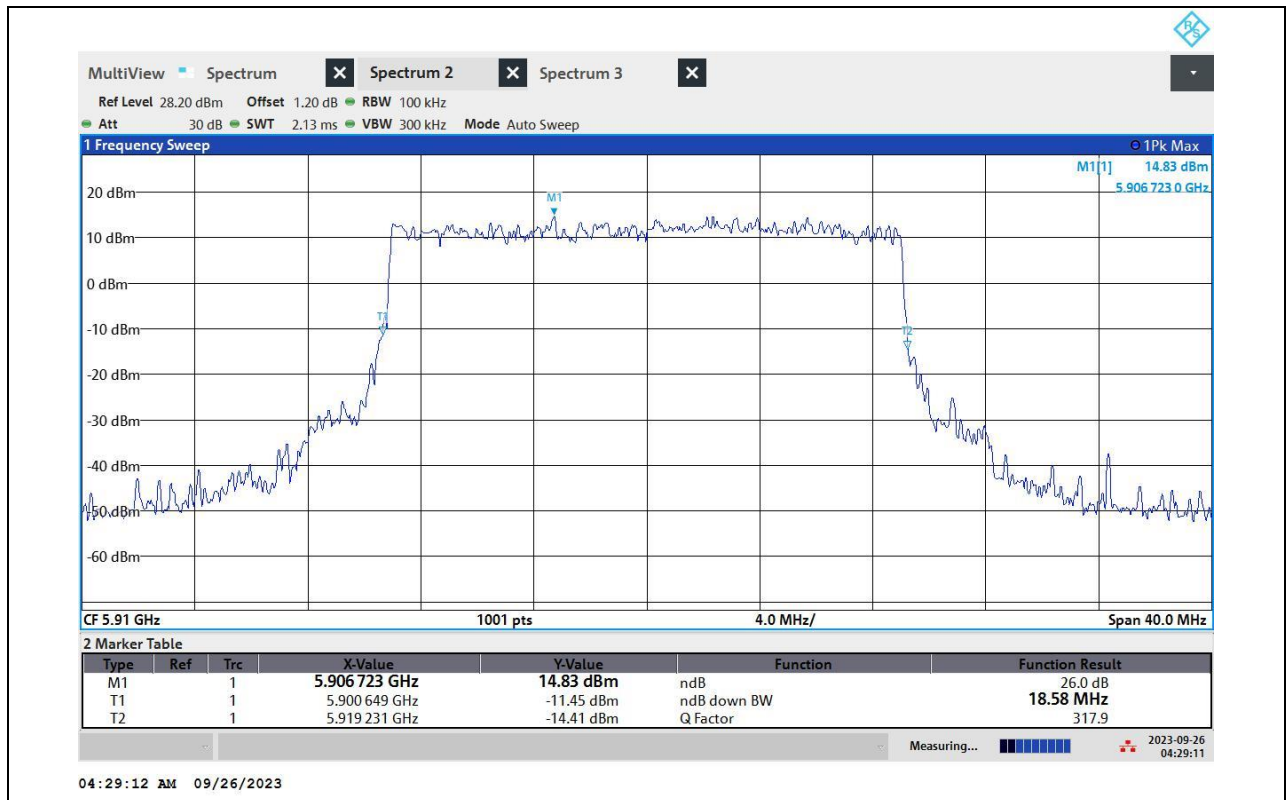 R&S
MultiView Spectrum Spectrum 2 Spectrum 3
Ref Level 28.20 dBm Offset 1.20 dB RBW 100 kHz
Att 30 dB SWT 2.13 ms VBW 300 kHz Mode Auto Sweep
1 Frequency Sweep 1Pk Max
M1[1] 14.83 dBm
5.906 723 0 GHz
20 dBm
M1
10 dBm
0 dBm
T1
-10 dBm
T2
-20 dBm
-30 dBm
-40 dBm
-50 dBm
-60 dBm
CF 5.91 GHz 1001 pts 4.0 MHz/ Span 40.0 MHz
2 Marker Table
Type Ref Trc X-Value Y-Value Function Function Result
M1 1 5.906 723 GHz 14.83 dBm ndB 26.0 dB
T1 1 5.900 649 GHz -11.45 dBm ndB down BW 18.58 MHz
T2 1 5.919 231 GHz -14.41 dBm Q Factor 317.9
Measuring... 2023-09-26
04:29:11
04:29:12 AM 09/26/2023